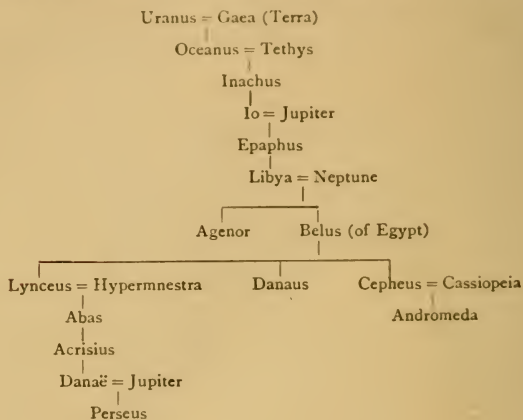 Uranus = Gaea (Terra)
Oceanus = Tethys
Inachus
Io = Jupiter
Epaphus
Libya = Neptune
Agenor Belus (of Egypt)
Lynceus = Hypermnestra Danaus Cepheus = Cassiopeia
Abas Andromeda
Acrisius
Danaë = Jupiter
Perseus